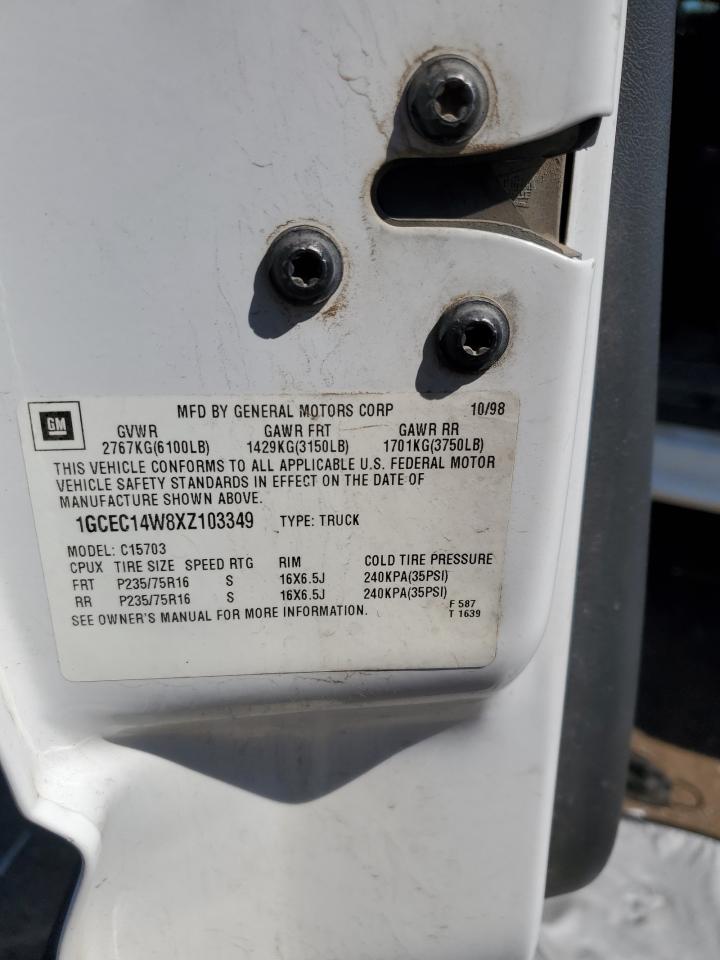 GM
MFD BY GENERAL MOTORS CORP 10/98
GVWR GAWR FRT GAWR RR
2767KG(6100LB) 1429KG(3150LB) 1701KG(3750LB)
THIS VEHICLE CONFORMS TO ALL APPLICABLE U.S. FEDERAL MOTOR
VEHICLE SAFETY STANDARDS IN EFFECT ON THE DATE OF
MANUFACTURE SHOWN ABOVE.
1GCEC14W8XZ103349 TYPE: TRUCK
MODEL: C15703
CPUX TIRE SIZE SPEED RTG RIM COLD TIRE PRESSURE
FRT P235/75R16 S 16X6.5J 240KPA(35PSI)
RR P235/75R16 S 16X6.5J 240KPA(35PSI)
SEE OWNER'S MANUAL FOR MORE INFORMATION.
F 587
T 1639